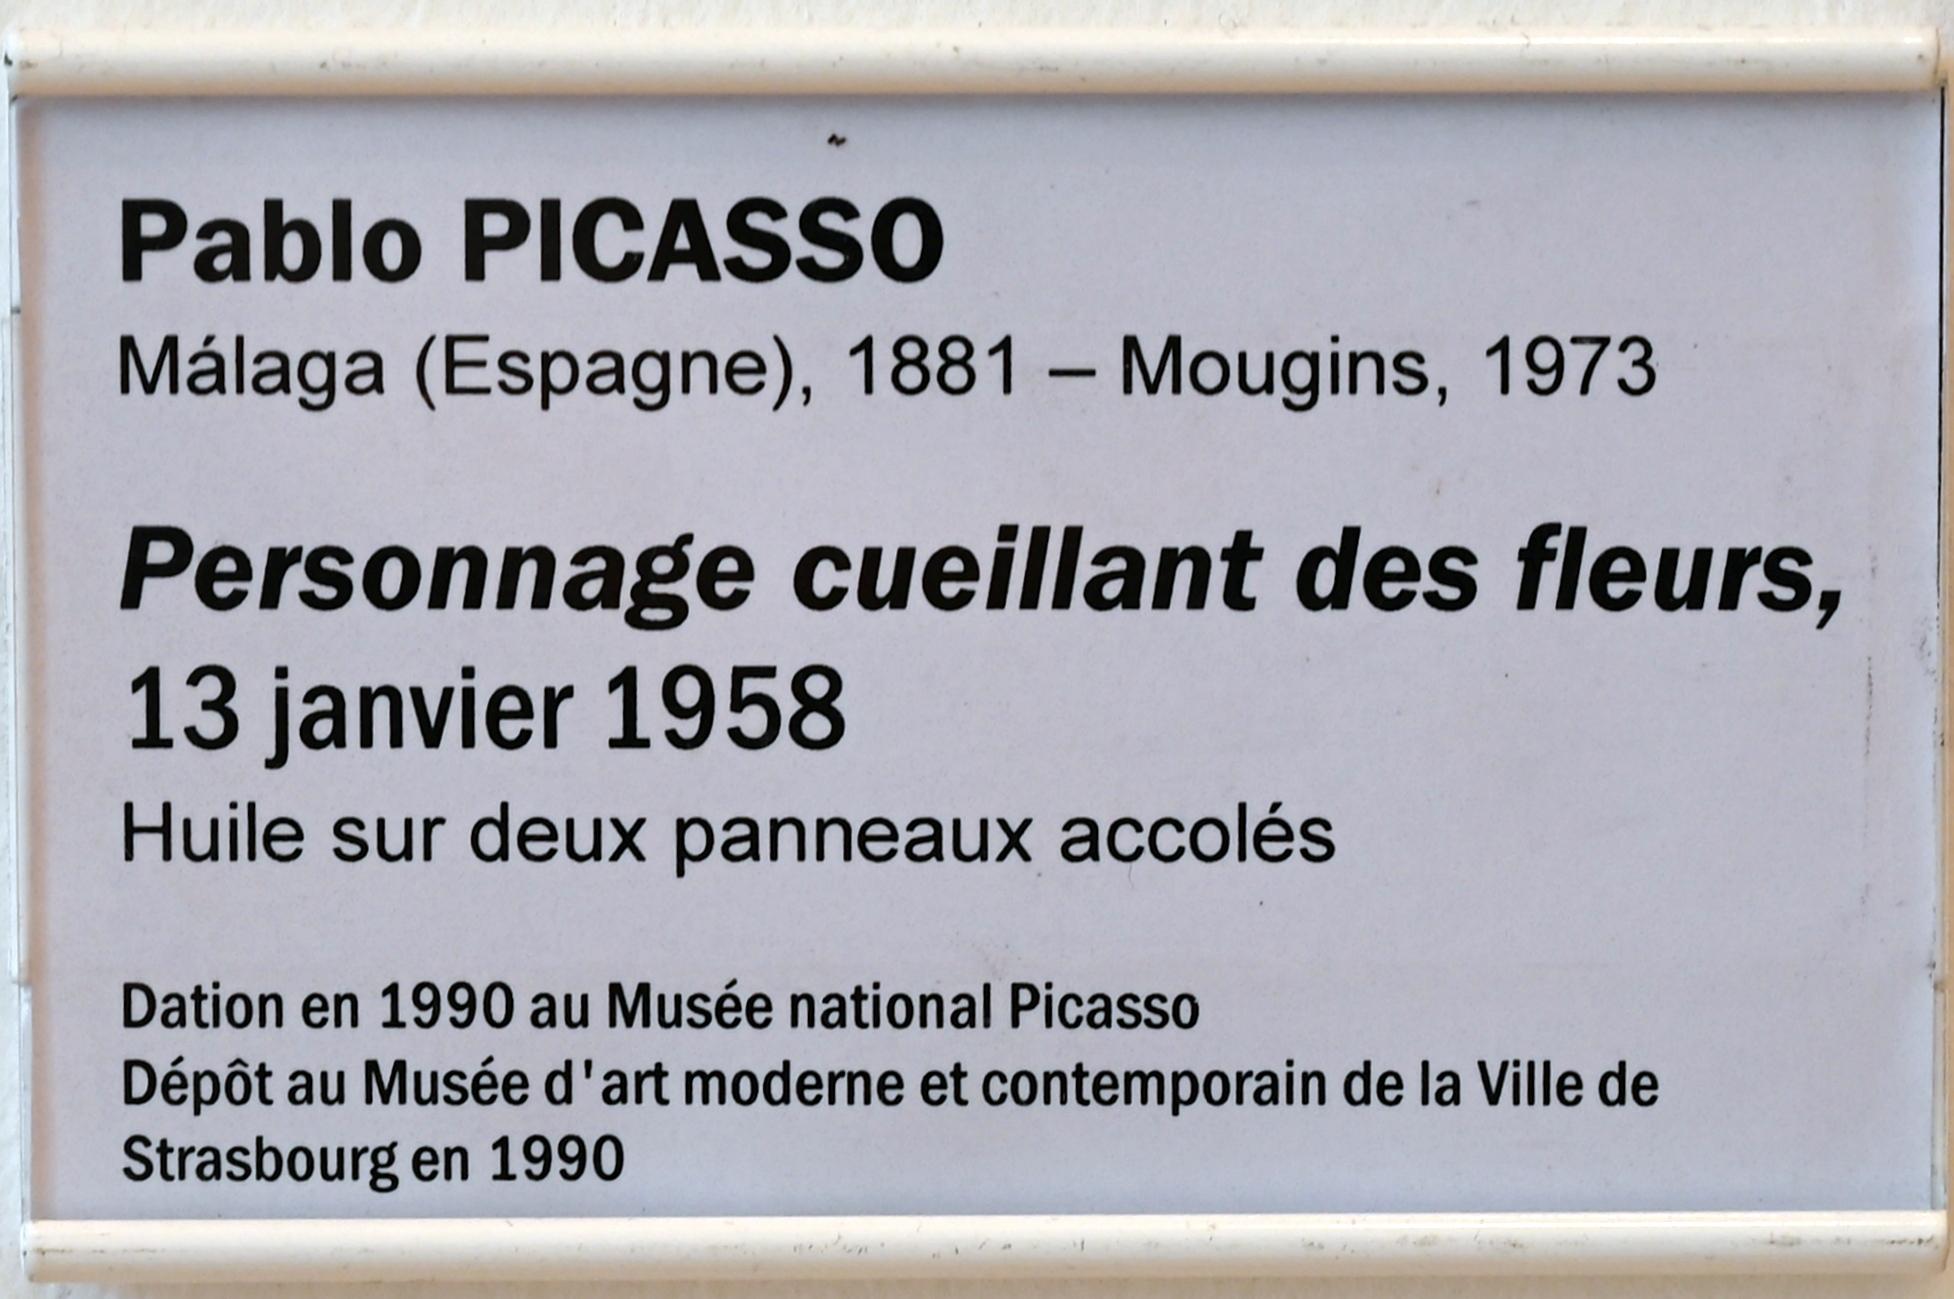 Pablo PICASSO
Málaga (Espagne), 1881 – Mougins, 1973
Personnage cueillant des fleurs,
13 janvier 1958
Huile sur deux panneaux accolés
Dation en 1990 au Musée national Picasso
Dépôt au Musée d'art moderne et contemporain de la Ville de
Strasbourg en 1990